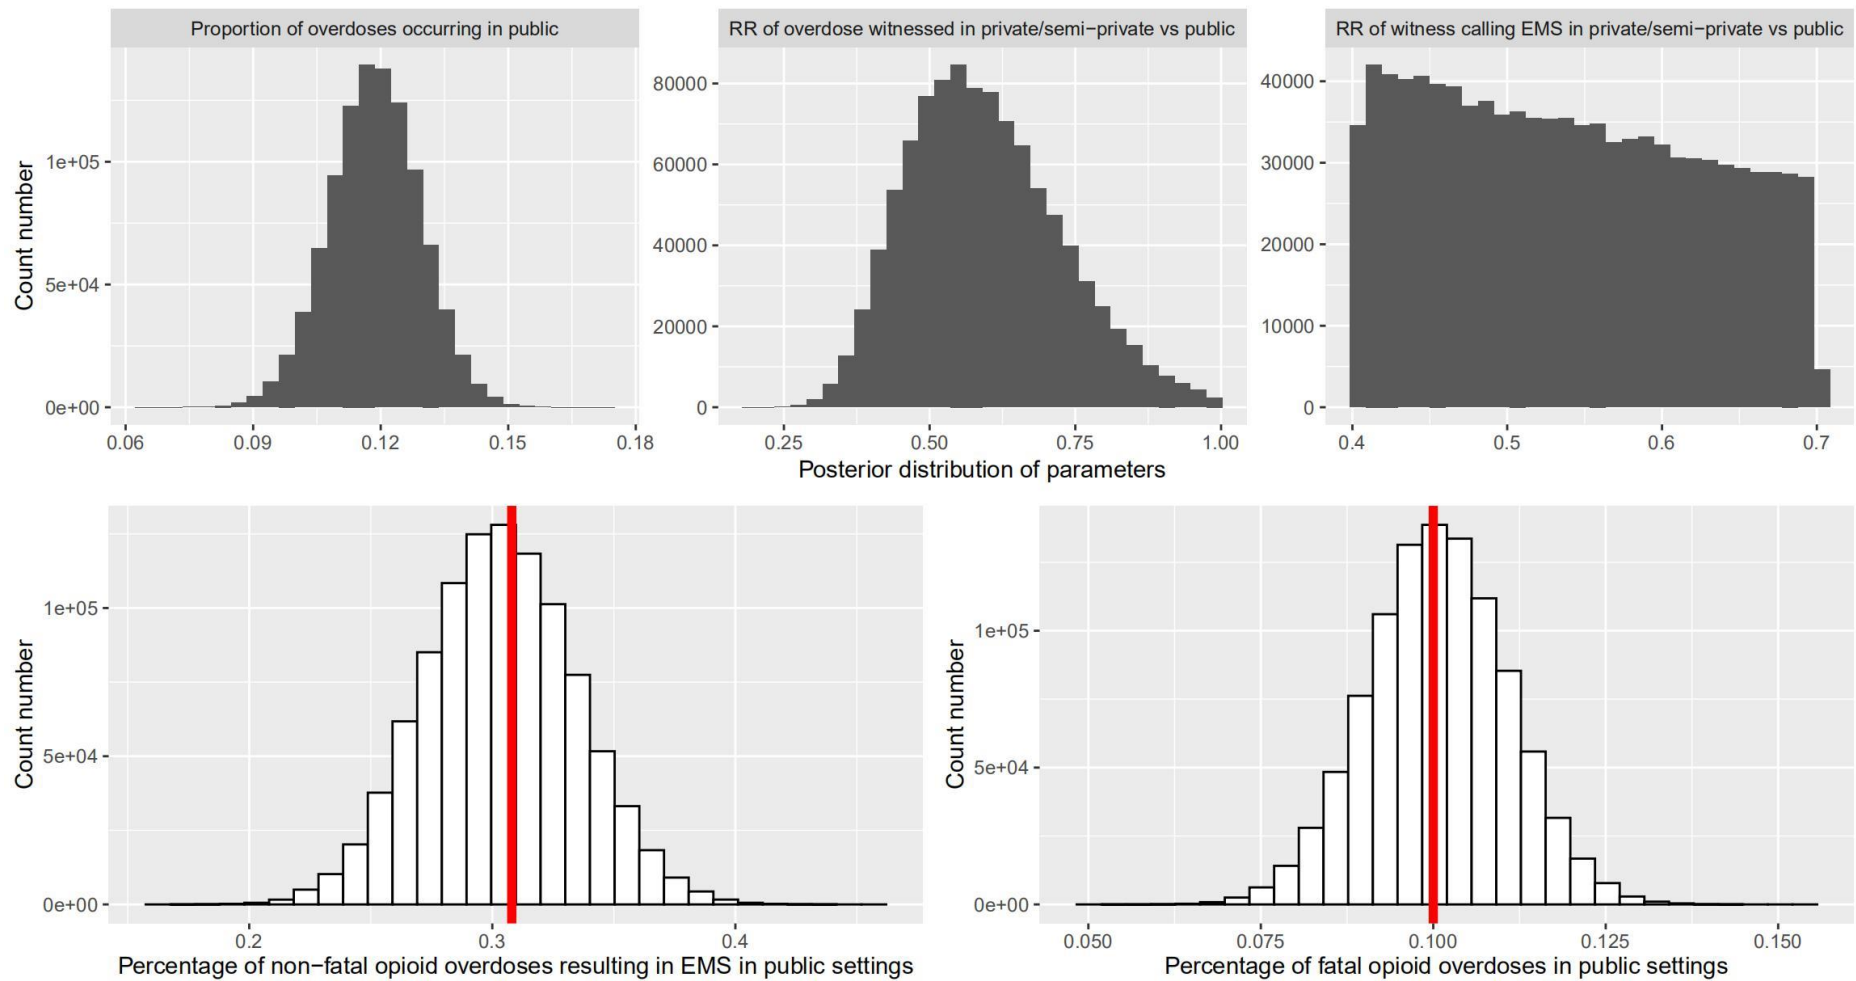 Proportion of overdoses occurring in public
RR of overdose witnessed in private/semi−private vs public
RR of witness calling EMS in private/semi−private vs public
Count number
1e+05
5e+04
0e+00
0.06 0.09 0.12 0.15 0.18
80000
60000
40000
20000
0
0.25 0.50 0.75 1.00
40000
30000
20000
10000
0
0.4 0.5 0.6 0.7
Posterior distribution of parameters
Count number
1e+05
5e+04
0e+00
0.2 0.3 0.4
Percentage of non−fatal opioid overdoses resulting in EMS in public settings
Count number
1e+05
5e+04
0e+00
0.050 0.075 0.100 0.125 0.150
Percentage of fatal opioid overdoses in public settings